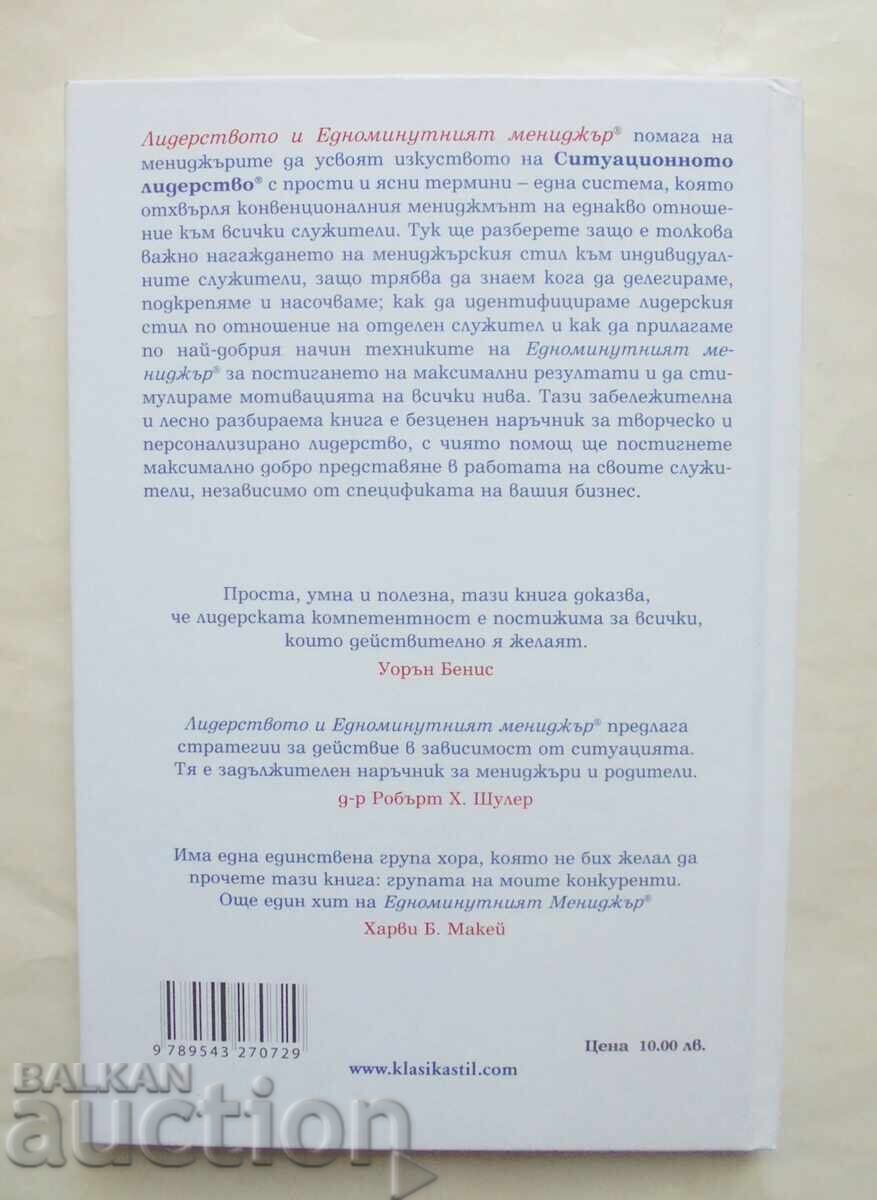 Лидерството и Едноминутният мениджър® помага на
мениджърите да усвоят изкуството на Ситуационното
лидерство® с прости и ясни термини – една система, която
отхвърля конвенционалния мениджмънт на еднакво отноше-
ние към всички служители. Тук ще разберете защо е толкова
важно нагаждането на мениджърския стил към индивидуал-
ните служители, защо трябва да знаем кога да делегираме,
подкрепяме и насочваме; как да идентифицираме лидерския
стил по отношение на отделен служител и как да прилагаме
по най-добрия начин техниките на Едноминутният ме-
ниджър® за постигането на максимални резултати и да сти-
мулираме мотивацията на всички нива. Тази забележителна
и лесно разбираема книга е безценен наръчник за творческо и
персонализирано лидерство, с чиято помощ ще постигнете
максимално добро представяне в работата на своите служи-
тели, независимо от спецификата на вашия бизнес.
Проста, умна и полезна, тази книга доказва,
че лидерската компетентност е постижима за всички,
които действително я желаят.
Уорън Бенис
Лидерството и Едноминутният мениджър® предлага
стратегии за действие в зависимост от ситуацията.
Тя е задължителен наръчник за мениджъри и родители.
д-р Робърт Х. Шулер
Има една единствена група хора, която не бих желал да
прочете тази книга: групата на моите конкуренти.
Още един хит на Едноминутният Мениджър®
Харви Б. Макей
9 789543 270729
Цена 10.00 лв.
www.klasikastil.com
BALKAN
auction